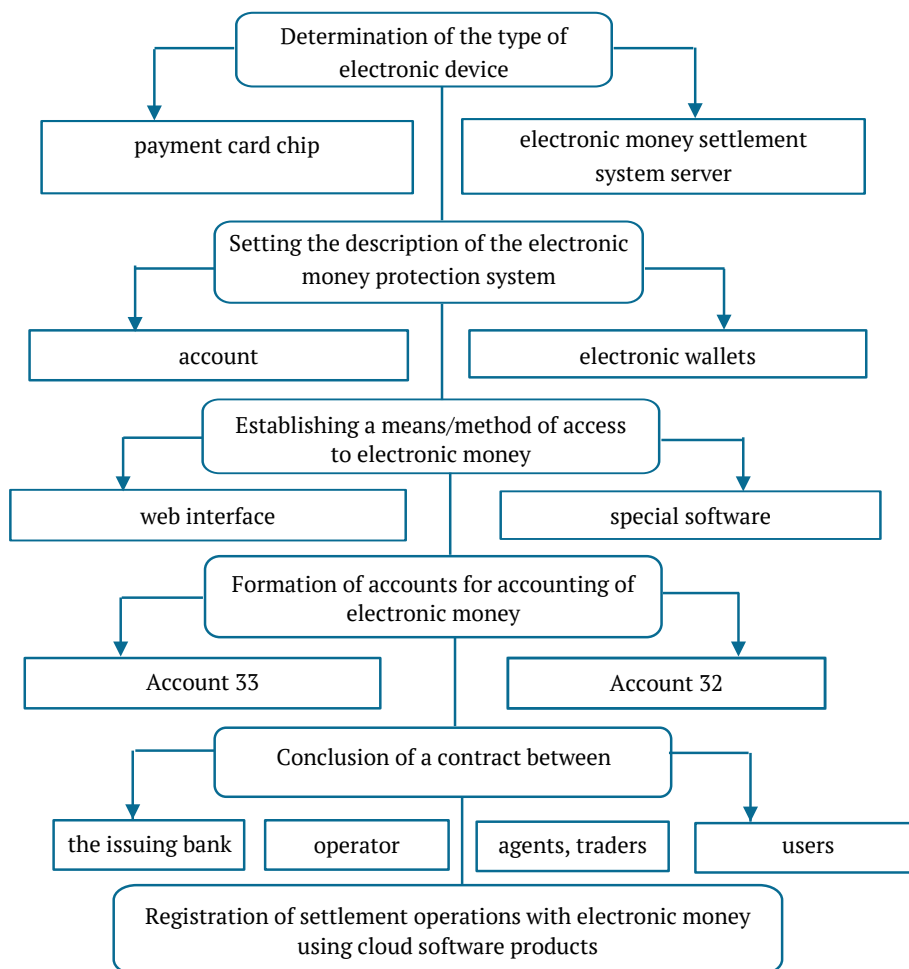 Determination of the type of
electronic device
payment card chip
electronic money settlement
system server
Setting the description of the electronic
money protection system
account
electronic wallets
Establishing a means/method of access
to electronic money
web interface
special software
Formation of accounts for accounting of
electronic money
Account 33
Account 32
Conclusion of a contract between
the issuing bank
operator
agents, traders
users
Registration of settlement operations with electronic money
using cloud software products